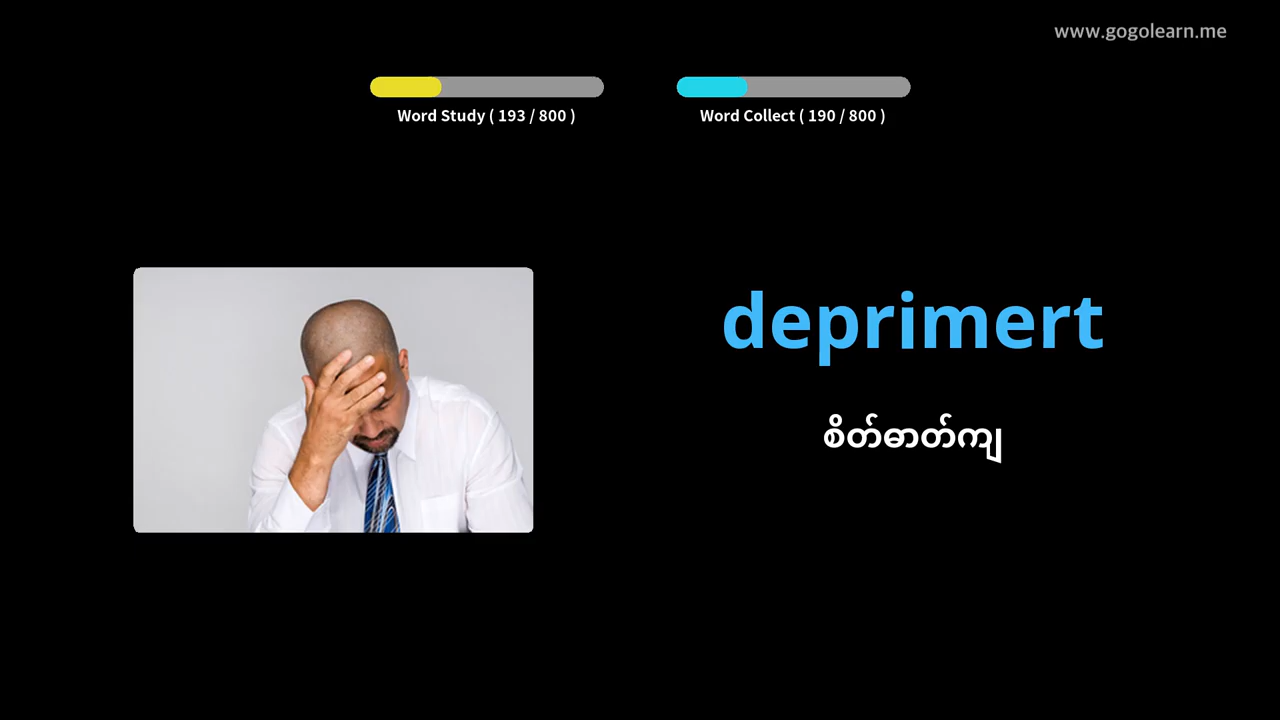 www.gogolearn.me
Word Study ( 193 / 800 )
Word Collect ( 190 / 800 )
deprimert
စိတ်ဓာတ်ကျ